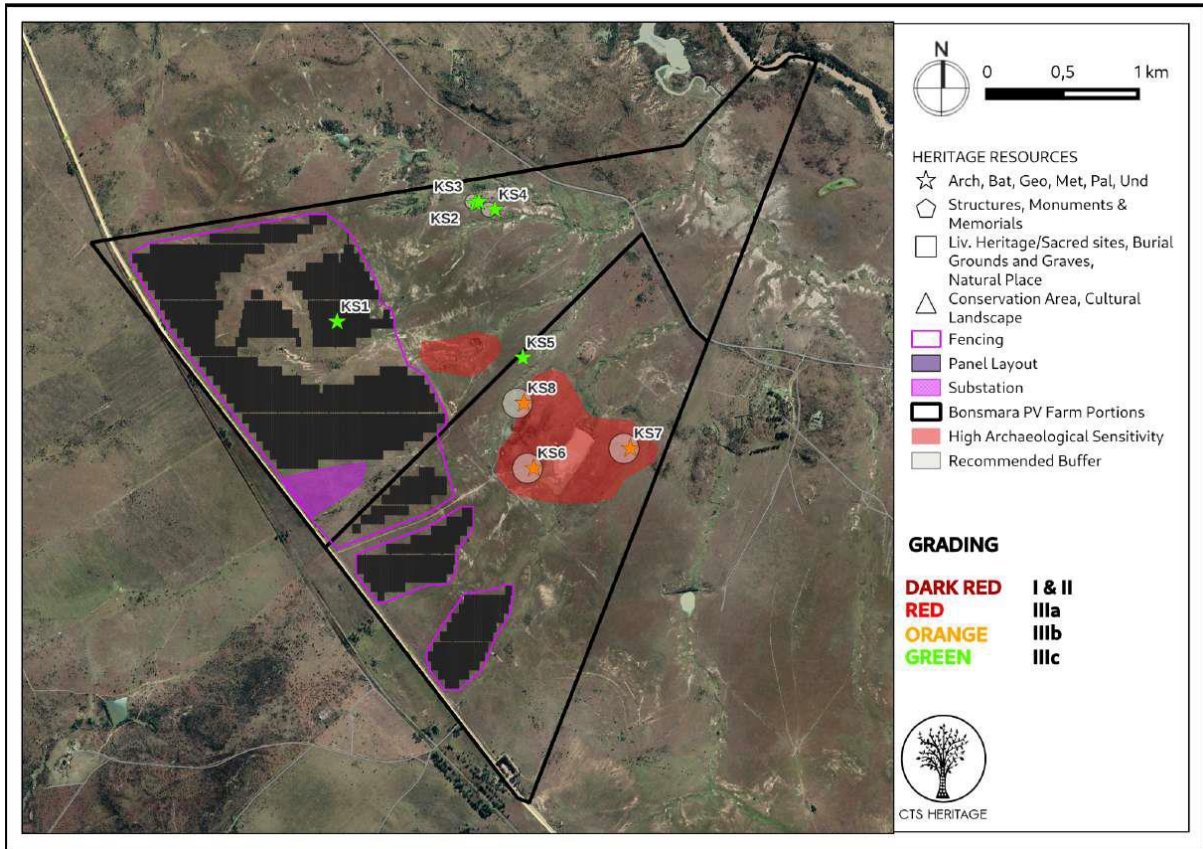 KS3
KS4
KS2
KS1
KS5
KS8
KS7
KS6
N
0 0,5 1 km
HERITAGE RESOURCES
Arch, Bat, Geo, Met, Pal, Und
Structures, Monuments &
Memorials
Liv. Heritage/Sacred sites, Burial
Grounds and Graves,
Natural Place
Conservation Area, Cultural
Landscape
Fencing
Panel Layout
Substation
Bonsmara PV Farm Portions
High Archaeological Sensitivity
Recommended Buffer
GRADING
DARK RED I & II
RED IIIa
ORANGE IIIb
GREEN IIIc
CTS HERITAGE